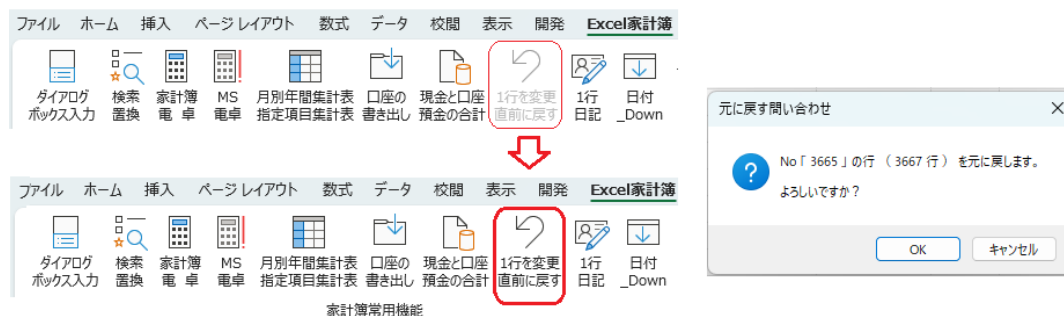 ファイル ホーム 挿入 ページ レイアウト 数式 データ 校閲 表示 開発 Excel家計簿
ダイアログ 検索 家計簿 MS 月別年間集計表 口座の 現金と口座 1行を変更 1行 日付
ボックス入力 置換 電 卓 電卓 指定項目集計表 書き出し 預金の合計 直前に戻す 日記 _Down
ファイル ホーム 挿入 ページ レイアウト 数式 データ 校閲 表示 開発 Excel家計簿
ダイアログ 検索 家計簿 MS 月別年間集計表 口座の 現金と口座 1行を変更 1行 日付
ボックス入力 置換 電 卓 電卓 指定項目集計表 書き出し 預金の合計 直前に戻す 日記 _Down
家計簿常用機能
元に戻す問い合わせ
No「 3665 」の行 （ 3667 行 ） を元に戻します。
よろしいですか？
OK キャンセル